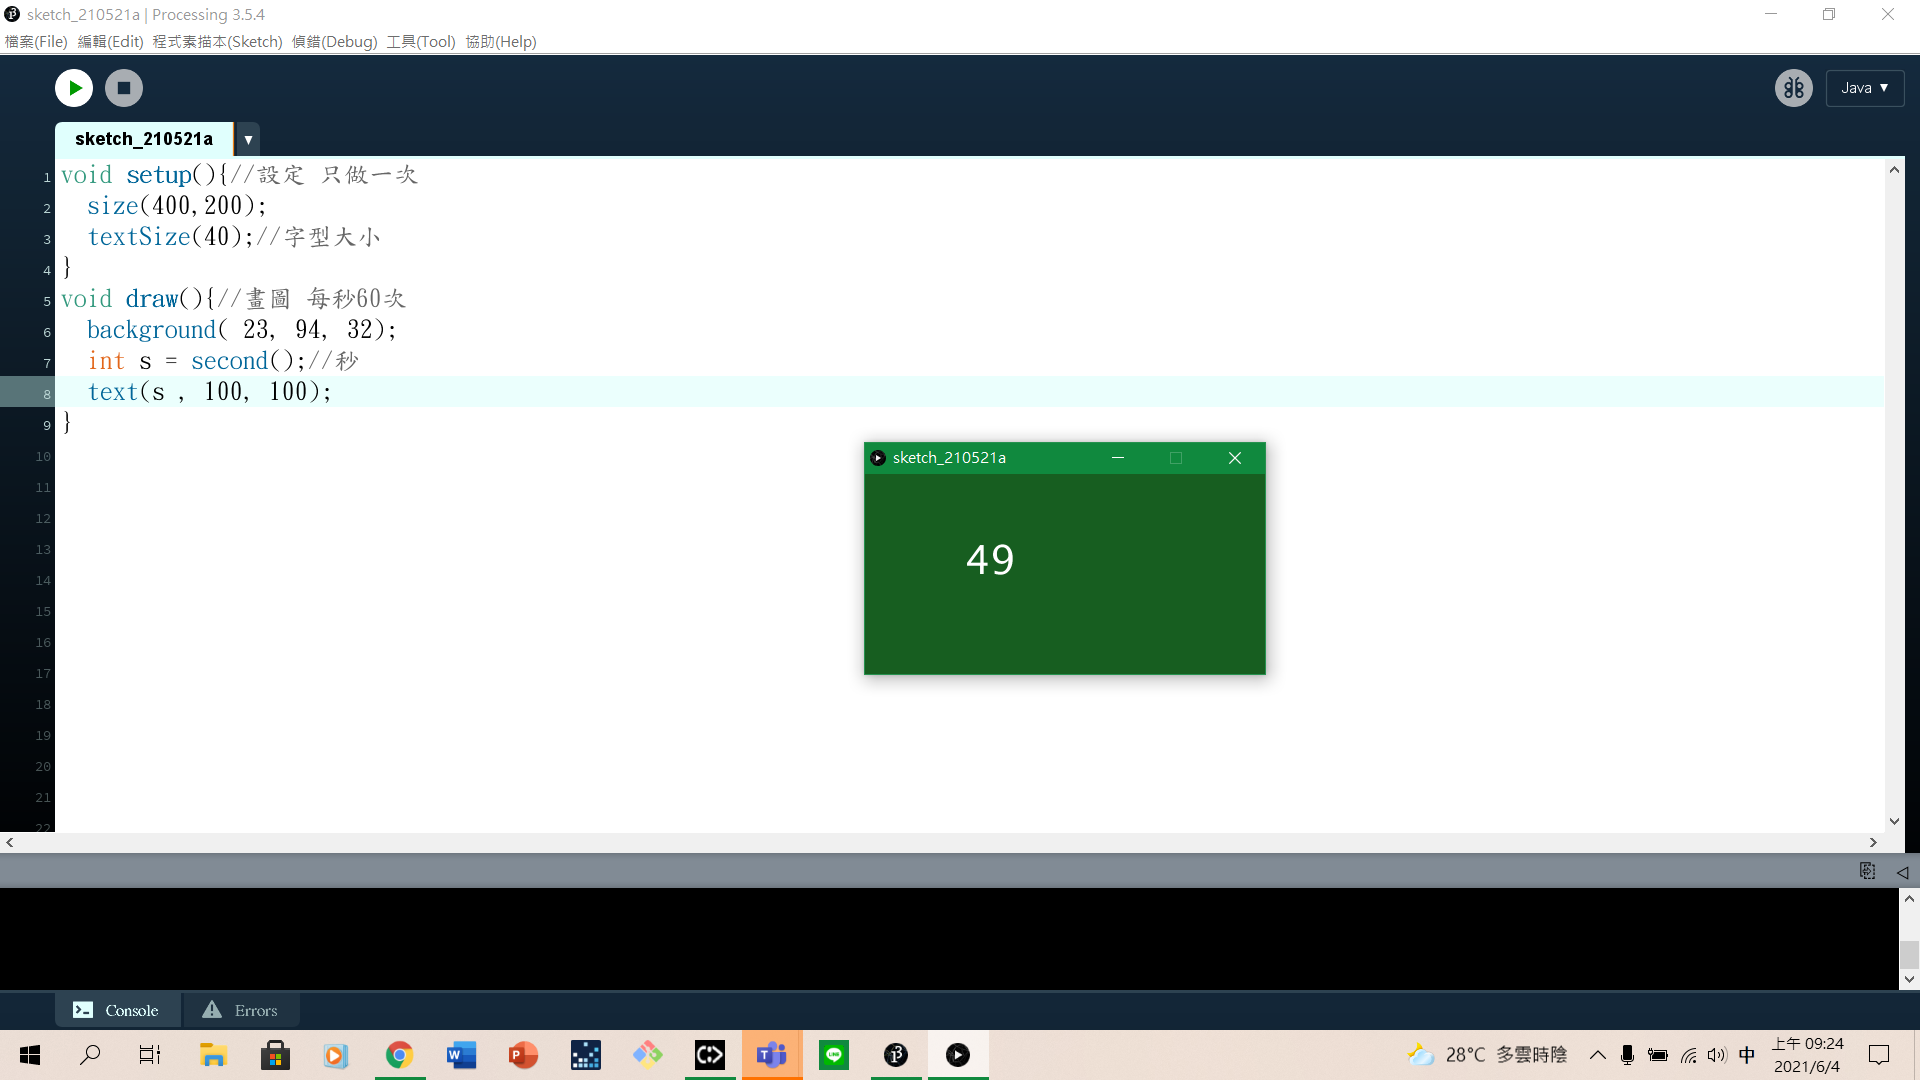 sketch_210521a | Processing 3.5.4
檔案(File) 編輯(Edit) 程式素描本(Sketch) 偵錯(Debug) 工具(Tool) 協助(Help)
Java ▼
sketch_210521a ▼
1 void setup(){//設定 只做一次
2   size(400,200);
3   textSize(40);//字型大小
4 }
5 void draw(){//畫圖 每秒60次
6   background( 23, 94, 32);
7   int s = second();//秒
8   text(s , 100, 100);
9 }
10
11
12
13
14
15
16
17
18
19
20
21
22
sketch_210521a
49
Console
Errors
28°C 多雲時陰
中
上午 09:24
2021/6/4